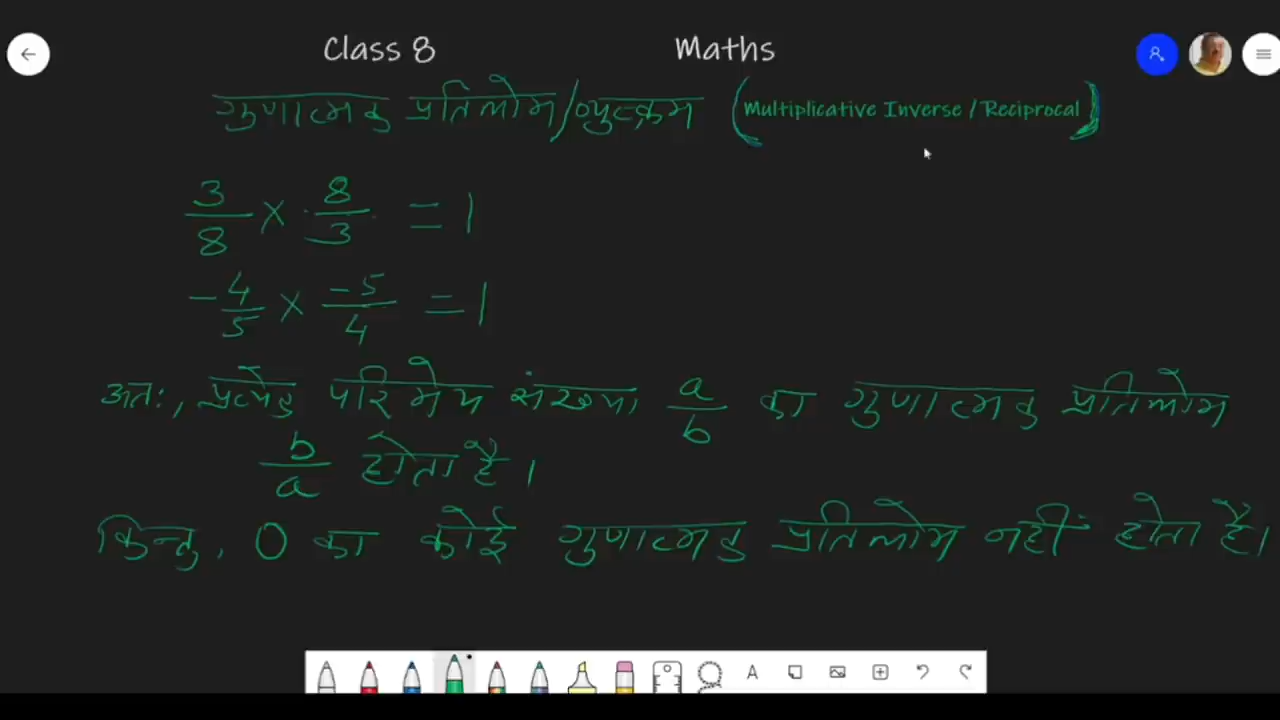 Class 8 Maths
गुणात्मक प्रतिलोम/व्युत्क्रम (Multiplicative Inverse / Reciprocal)
3/8 × 8/3 = 1
-4/5 × -5/4 = 1
अतः, प्रत्येक परिमेय संख्या a/b का गुणात्मक प्रतिलोम
b/a होता है।
किन्तु, 0 का कोई गुणात्मक प्रतिलोम नहीं होता है।